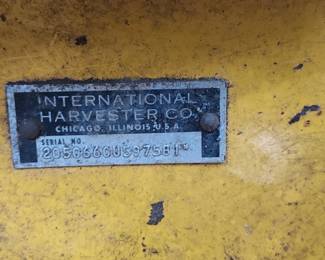 INTERNATIONAL
HARVESTER CO.
CHICAGO, ILLINOIS U.S.A.
SERIAL NO.